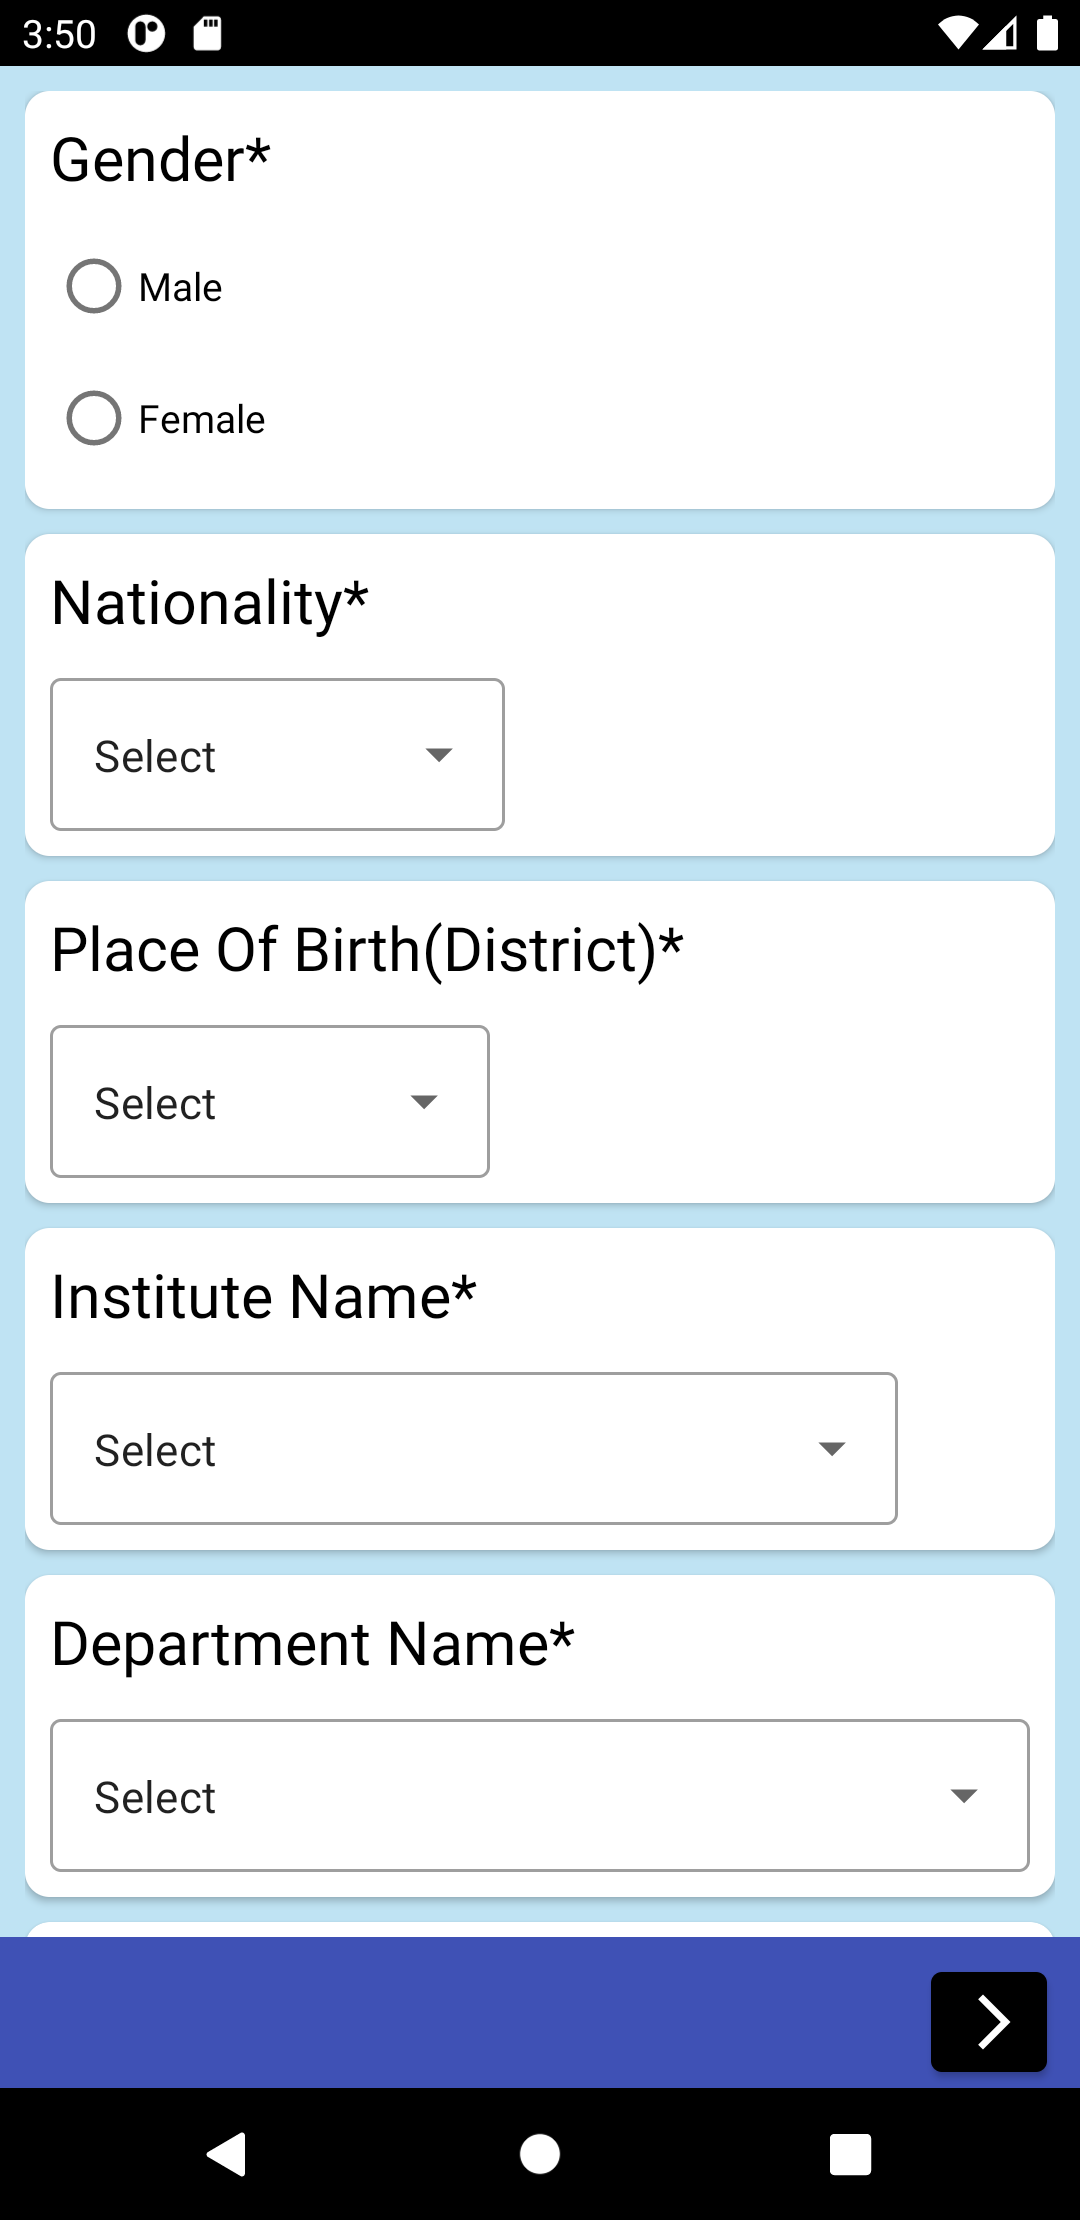 3:50
Gender*
Male
Female
Nationality*
Select
Place Of Birth(District)*
Select
Institute Name*
Select
Department Name*
Select